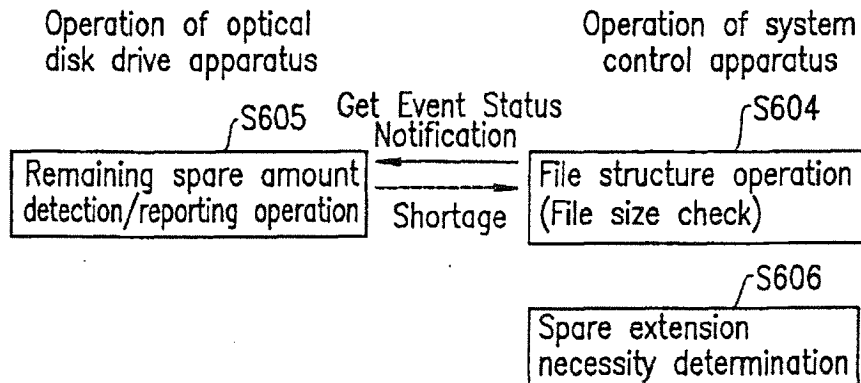 Operation of optical
disk drive apparatus
Operation of system
control apparatus
S605
Get Event Status
Notification
S604
Remaining spare amount
detection/reporting operation
Shortage
File structure operation
(File size check)
S606
Spare extension
necessity determination